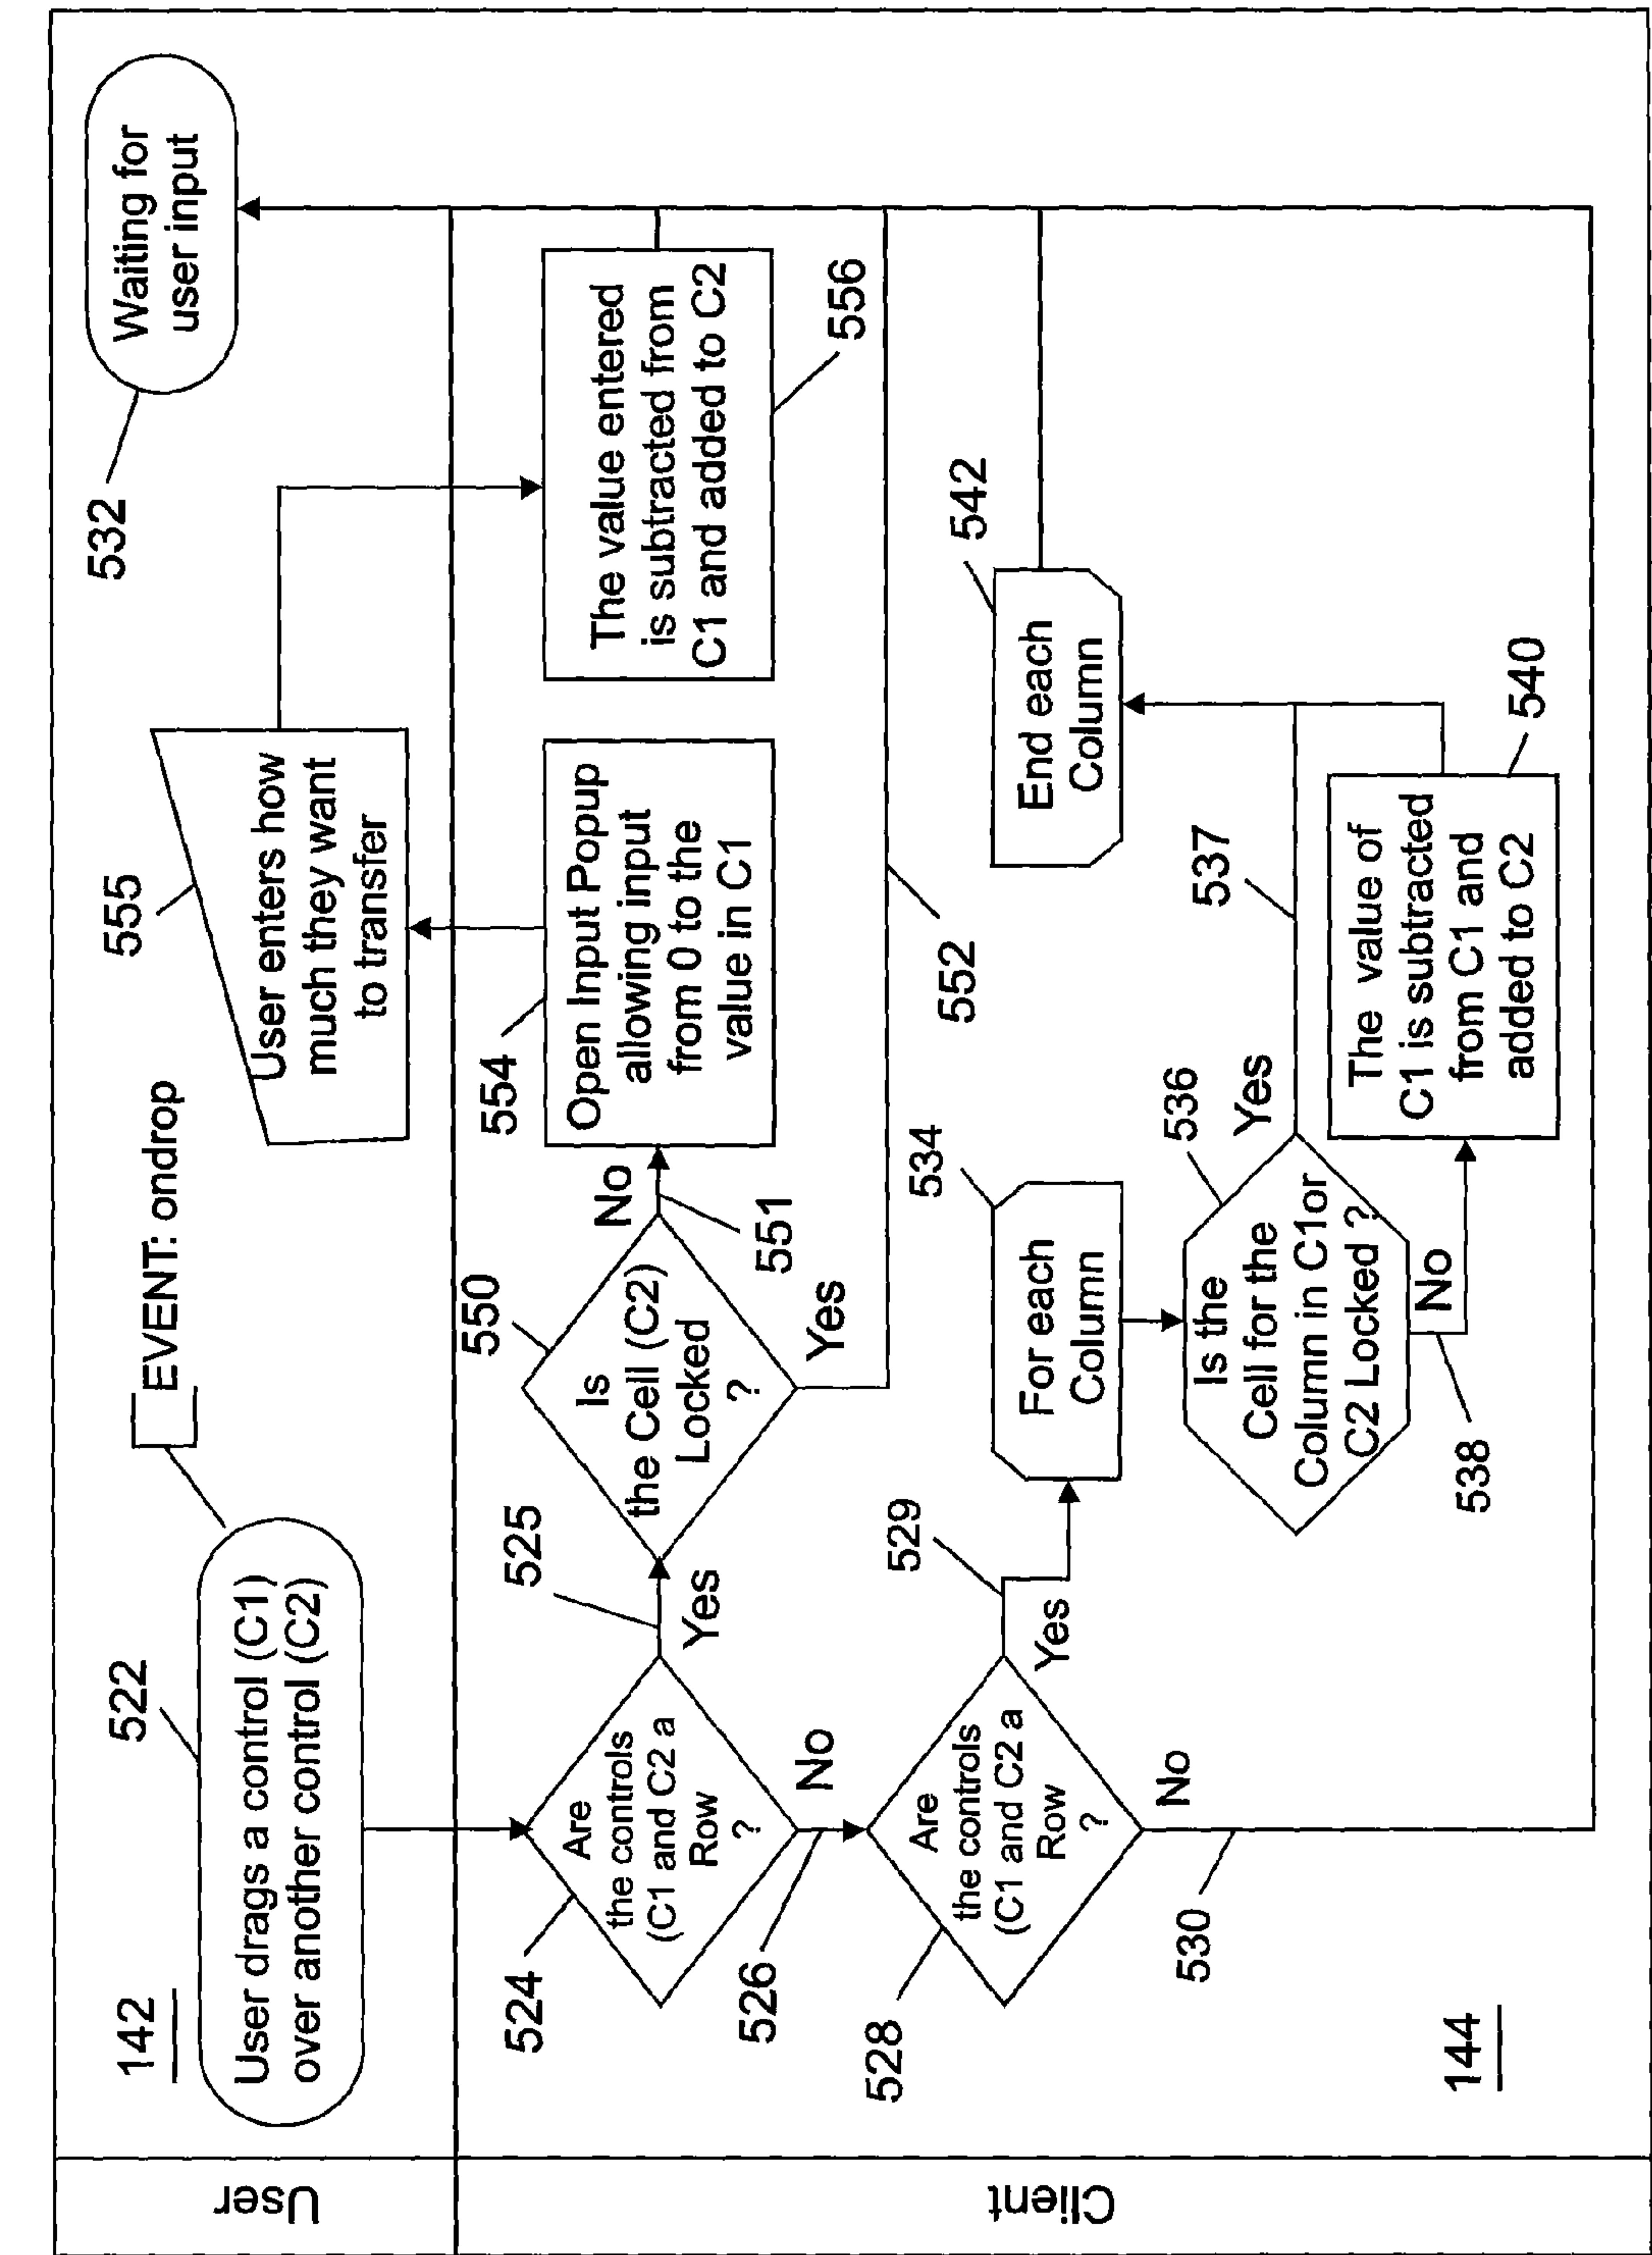 User
142
522
User drags a control (C1)
over another control (C2)
EVENT: ondrop
555
User enters how
much they want
to transfer
532
Waiting for
user input
Client
144
524
Are
the controls
(C1 and C2 a
Row
?
525
Yes
526
No
550
Is
the Cell (C2)
Locked
?
No
551
Yes
552
554
Open Input Popup
allowing input
from 0 to the
value in C1
The value entered
is subtracted from
C1 and added to C2
556
528
Are
the controls
(C1 and C2 a
Row
?
529
Yes
No
530
534
For each
Column
536
Is the
Cell for the
Column in C1or
C2 Locked ?
Yes
537
No
538
The value of
C1 is subtracted
from C1 and
added to C2
540
542
End each
Column